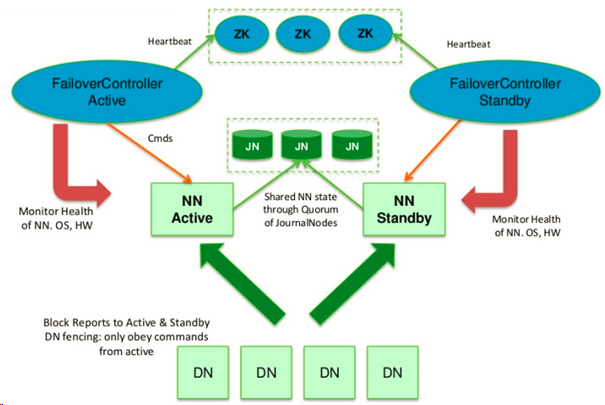 ZK
ZK
ZK
Heartbeat
Heartbeat
FailoverController
Active
FailoverController
Standby
Cmds
JN
JN
JN
NN
Active
Shared NN state
through Quorum
of JournalNodes
NN
Standby
Monitor Health
of NN. OS, HW
Monitor Health
of NN. OS, HW
Block Reports to Active & Standby
DN fencing: only obey commands
from active
DN
DN
DN
DN